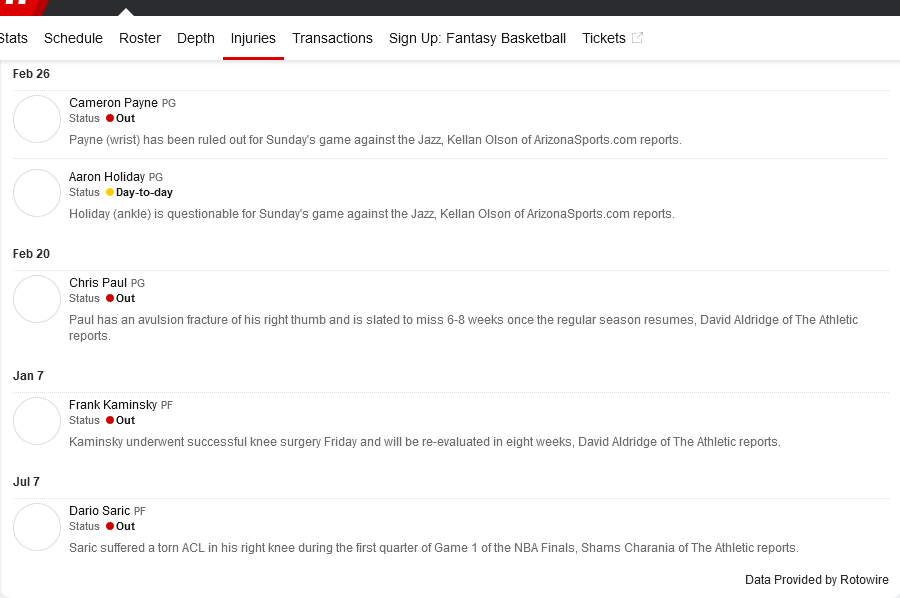 Stats Schedule Roster Depth Injuries Transactions Sign Up: Fantasy Basketball Tickets
Feb 26
Cameron Payne PG
Status Out
Payne (wrist) has been ruled out for Sunday's game against the Jazz, Kellan Olson of ArizonaSports.com reports.
Aaron Holiday PG
Status Day-to-day
Holiday (ankle) is questionable for Sunday's game against the Jazz, Kellan Olson of ArizonaSports.com reports.
Feb 20
Chris Paul PG
Status Out
Paul has an avulsion fracture of his right thumb and is slated to miss 6-8 weeks once the regular season resumes, David Aldridge of The Athletic
reports.
Jan 7
Frank Kaminsky PF
Status Out
Kaminsky underwent successful knee surgery Friday and will be re-evaluated in eight weeks, David Aldridge of The Athletic reports.
Jul 7
Dario Saric PF
Status Out
Saric suffered a torn ACL in his right knee during the first quarter of Game 1 of the NBA Finals, Shams Charania of The Athletic reports.
Data Provided by Rotowire